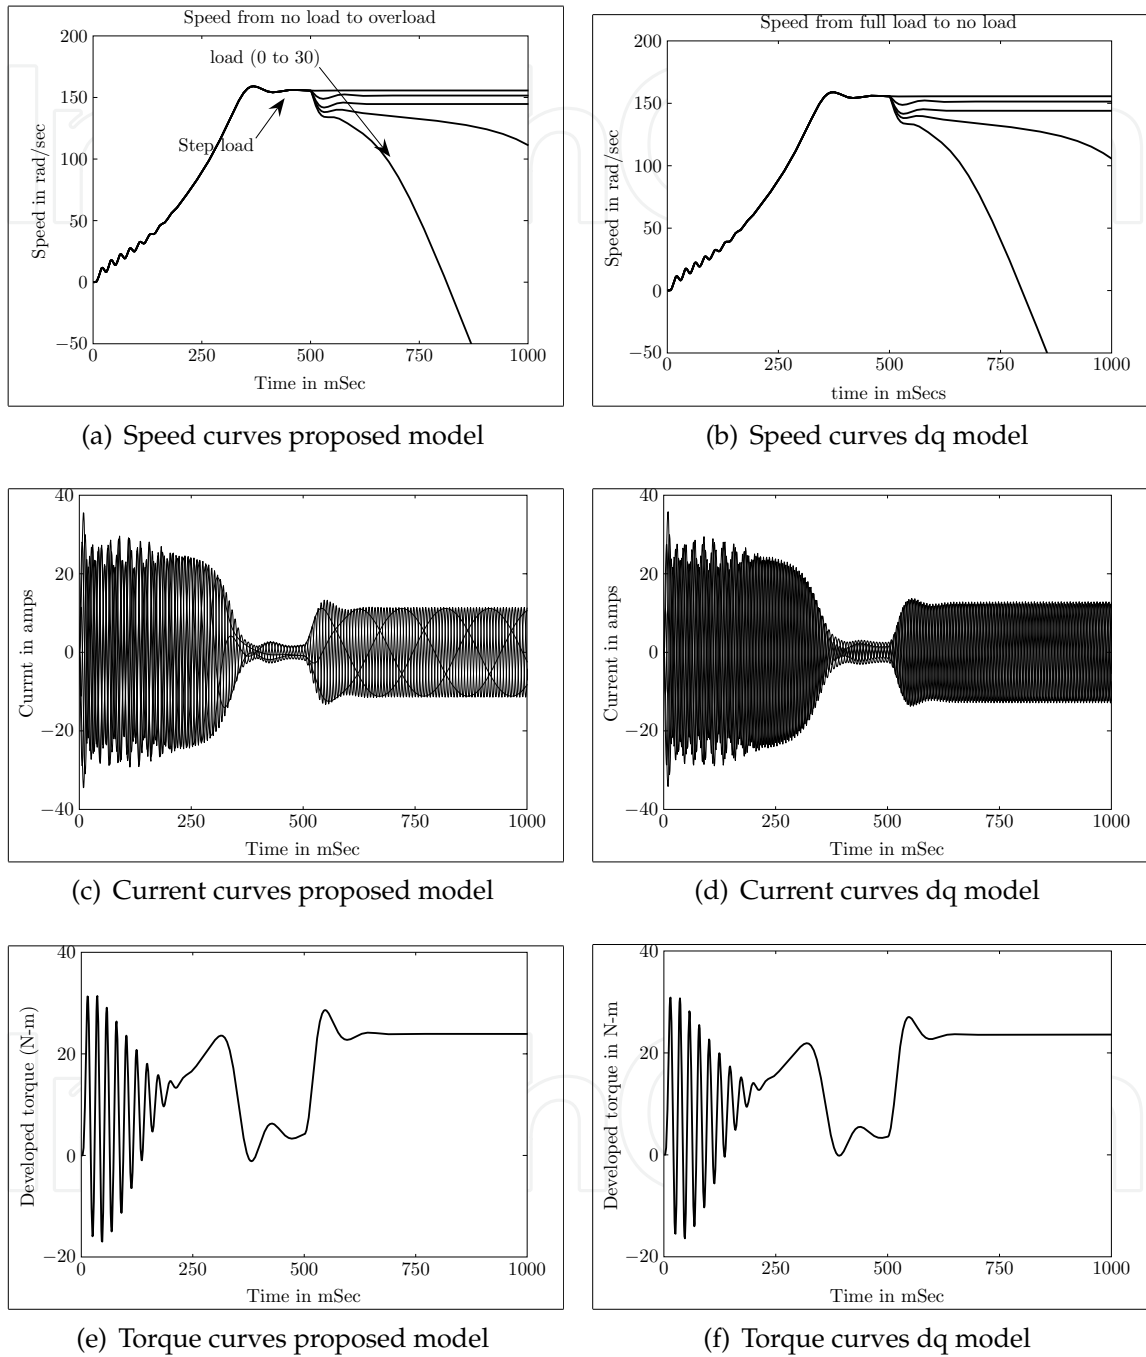 Speed from no load to overload
200
150
100
50
0
−50
0
250
500
750
1000
load (0 to 30)
Step load
Speed in rad/sec
Time in mSec
(a) Speed curves proposed model
Speed from full load to no load
200
150
100
50
0
−50
0
250
500
750
1000
Speed in rad/sec
time in mSecs
(b) Speed curves dq model
40
20
0
−20
−40
0
250
500
750
1000
Currnt in amps
Time in mSec
(c) Current curves proposed model
40
20
0
−20
−40
0
250
500
750
1000
Current in amps
Time in mSec
(d) Current curves dq model
40
20
0
−20
0
250
500
750
1000
Developed torque (N-m)
Time in mSec
(e) Torque curves proposed model
40
20
0
−20
0
250
500
750
1000
Developed torque in N-m
Time in mSec
(f) Torque curves dq model